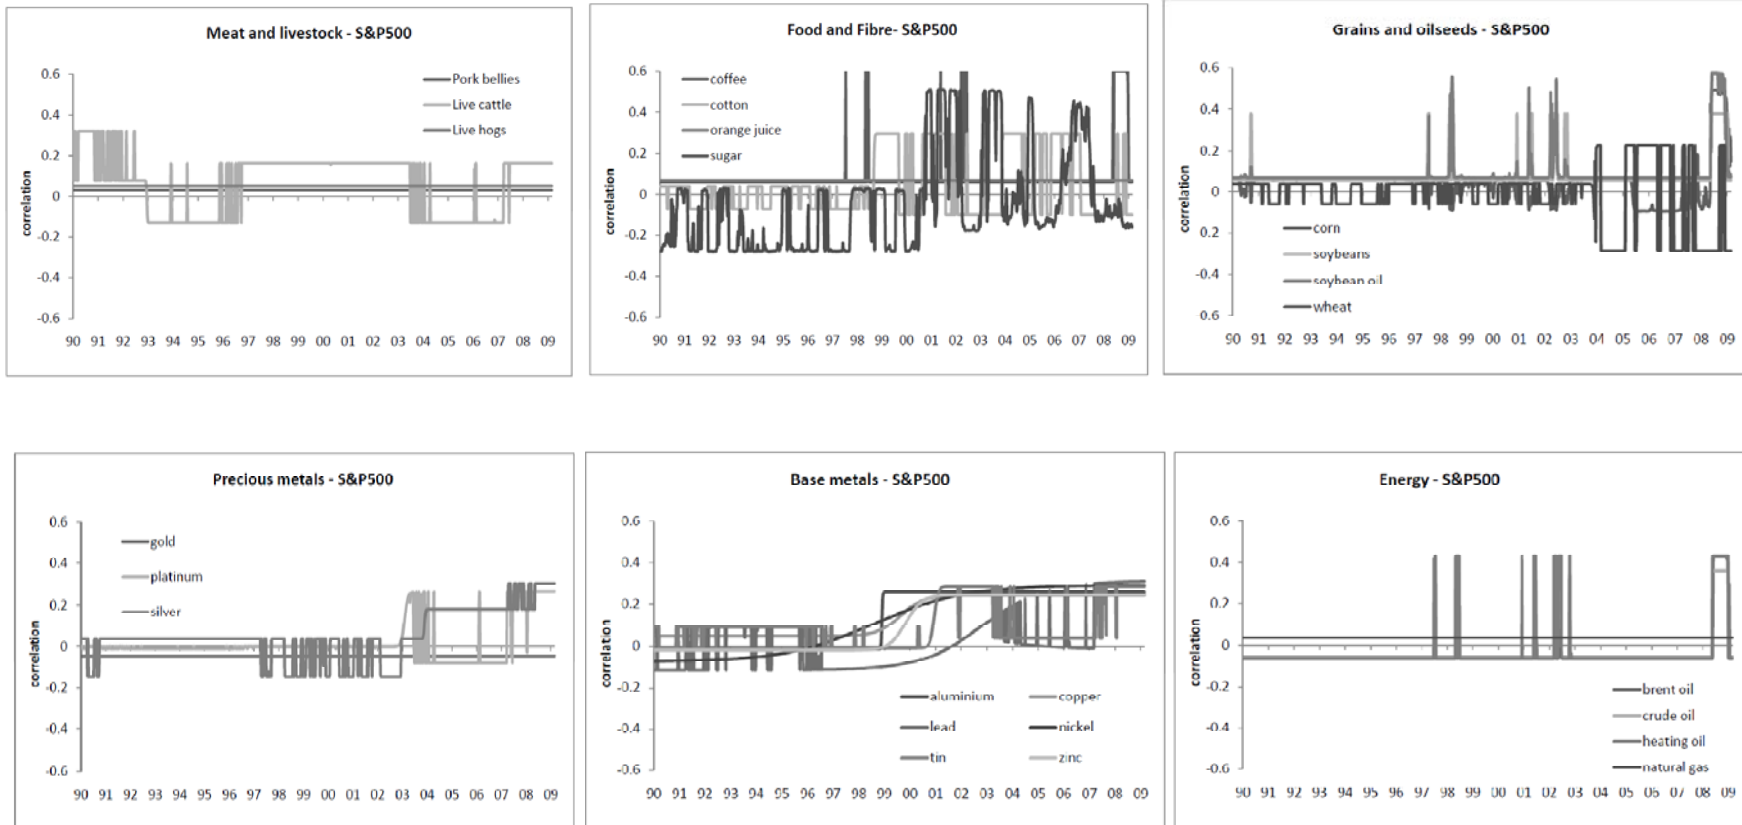 Meat and livestock - S&P500
0.6
0.4
0.2
0
-0.2
-0.4
-0.6
correlation
Pork bellies
Live cattle
Live hogs
90 91 92 93 94 95 96 97 98 99 00 01 02 03 04 05 06 07 08 09
Food and Fibre- S&P500
0.6
0.4
0.2
0
-0.2
-0.4
-0.6
correlation
coffee
cotton
orange juice
sugar
90 91 92 93 94 95 96 97 98 99 00 01 02 03 04 05 06 07 08 09
Grains and oilseeds - S&P500
0.6
0.4
0.2
0
0.2
-0.4
0.6
correlation
corn
soybeans
soybean oil
wheat
90 91 92 93 94 95 96 97 98 99 00 01 02 03 04 05 06 07 08 09
Precious metals - S&P500
0.6
0.4
0.2
0
-0.2
-0.4
-0.6
correlation
gold
platinum
silver
90 91 92 93 94 95 96 97 98 99 00 01 02 03 04 05 06 07 08 09
Base metals - S&P500
0.6
0.4
0.2
0
-0.2
-0.4
-0.6
correlation
aluminium copper
lead nickel
tin zinc
90 91 92 93 94 95 96 97 98 99 00 01 02 03 04 05 06 07 08 09
Energy - S&P500
0.6
0.4
0.2
0
-0.2
-0.4
-0.6
correlation
brent oil
crude oil
heating oil
natural gas
90 91 92 93 94 95 96 97 98 99 00 01 02 03 04 05 06 07 08 09